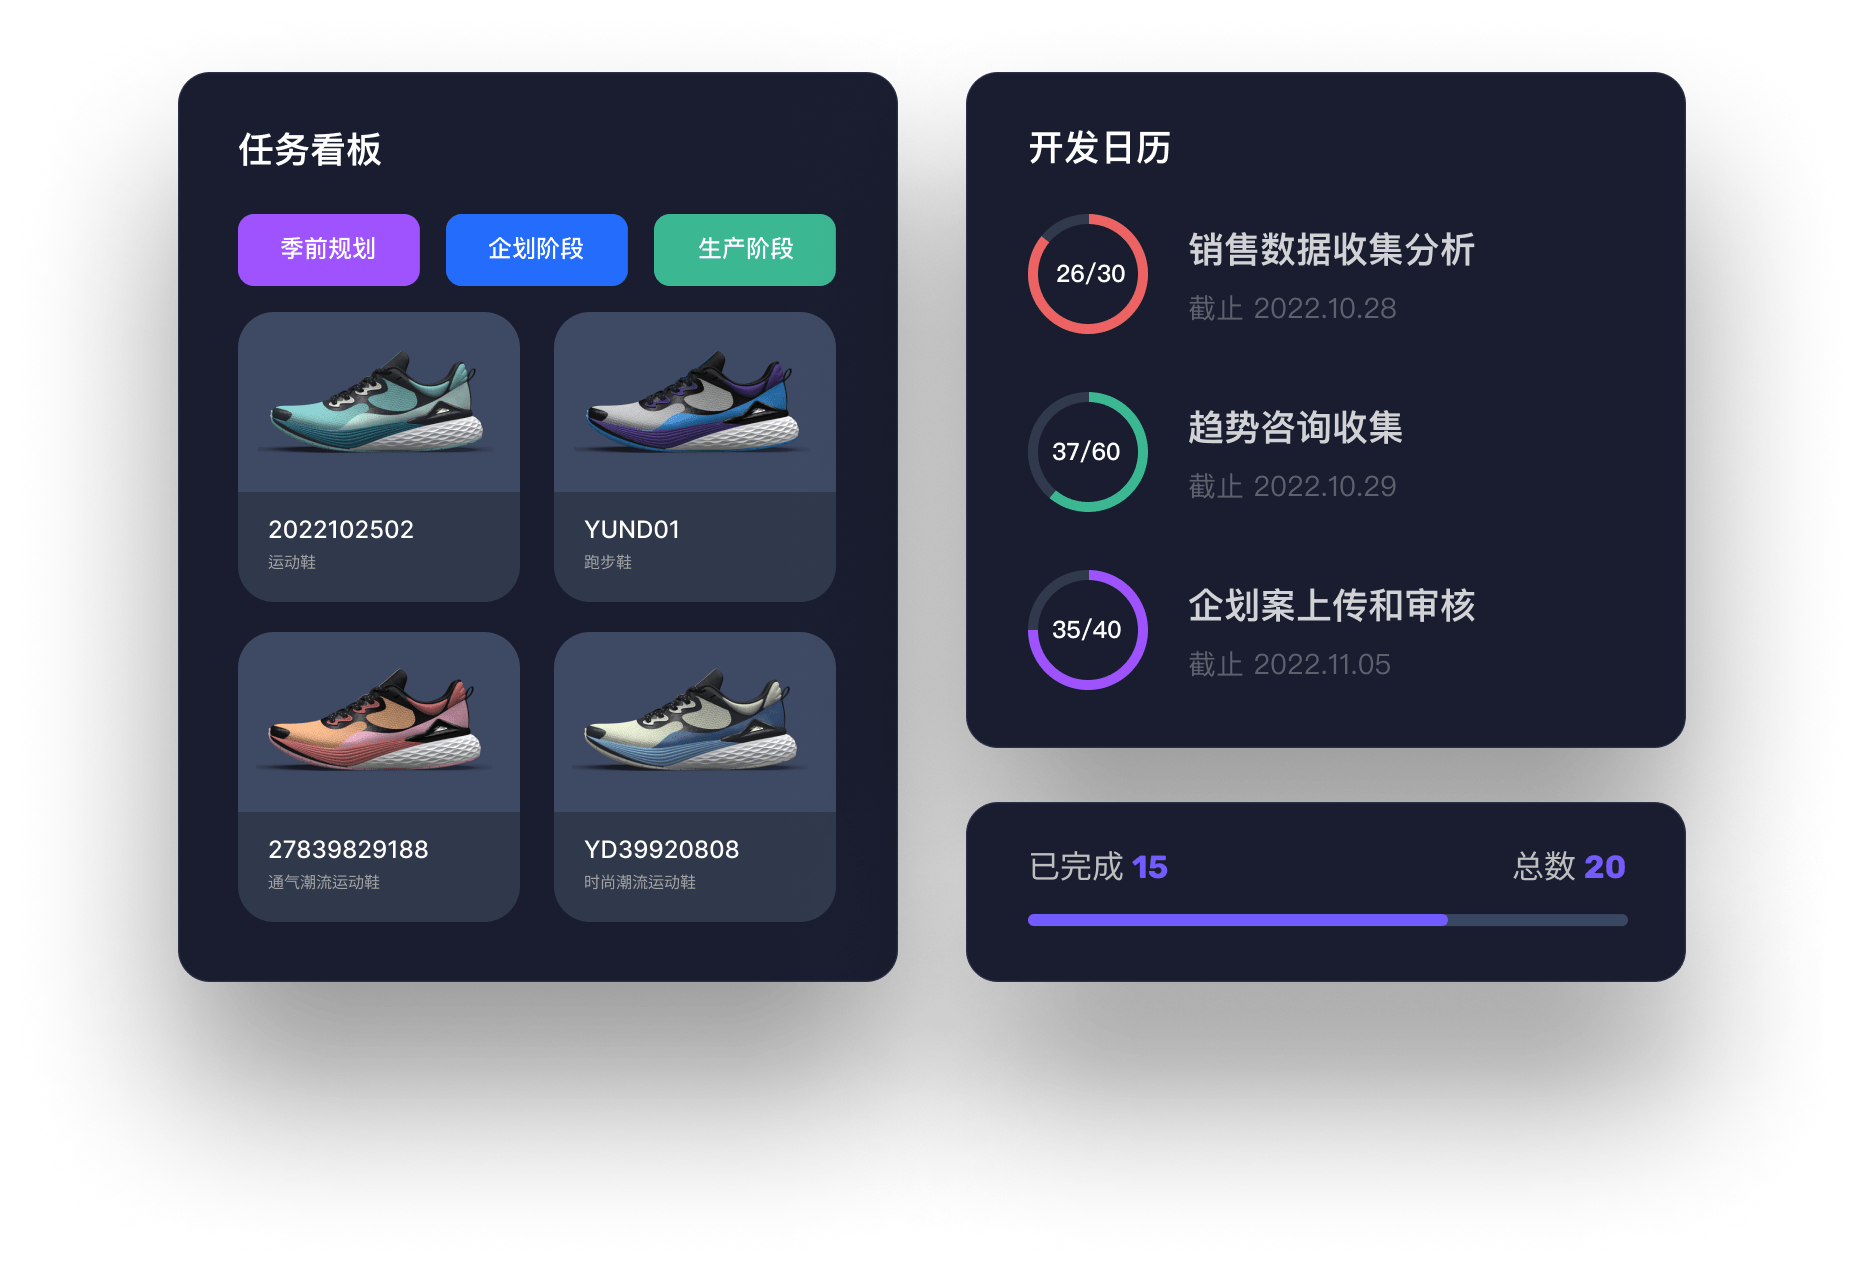 任务看板
季前规划
企划阶段
生产阶段
2022102502
运动鞋
YUND01
跑步鞋
27839829188
通气潮流运动鞋
YD39920808
时尚潮流运动鞋
开发日历
26/30
销售数据收集分析
截止 2022.10.28
37/60
趋势咨询收集
截止 2022.10.29
35/40
企划案上传和审核
截止 2022.11.05
已完成 15
总数 20